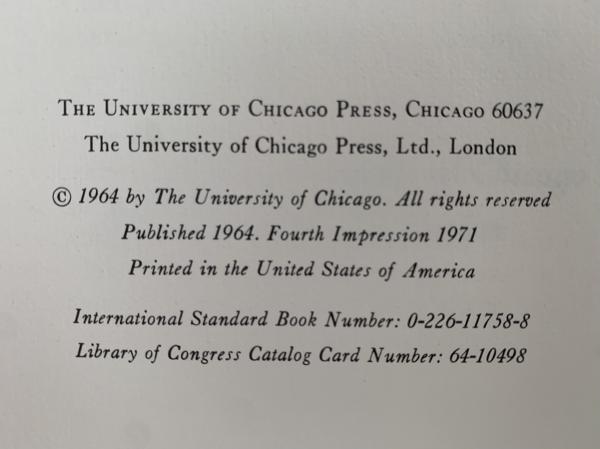 The University of Chicago Press, Chicago 60637
The University of Chicago Press, Ltd., London
© 1964 by The University of Chicago. All rights reserved
Published 1964. Fourth Impression 1971
Printed in the United States of America
International Standard Book Number: 0-226-11758-8
Library of Congress Catalog Card Number: 64-10498